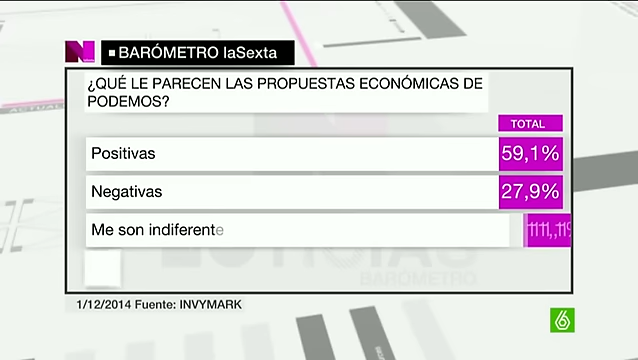 BARÓMETRO laSexta
¿QUÉ LE PARECEN LAS PROPUESTAS ECONÓMICAS DE
PODEMOS?
TOTAL
Positivas 59,1%
Negativas 27,9%
Me son indiferente
BARÓMETRO
1/12/2014 Fuente: INVYMARK